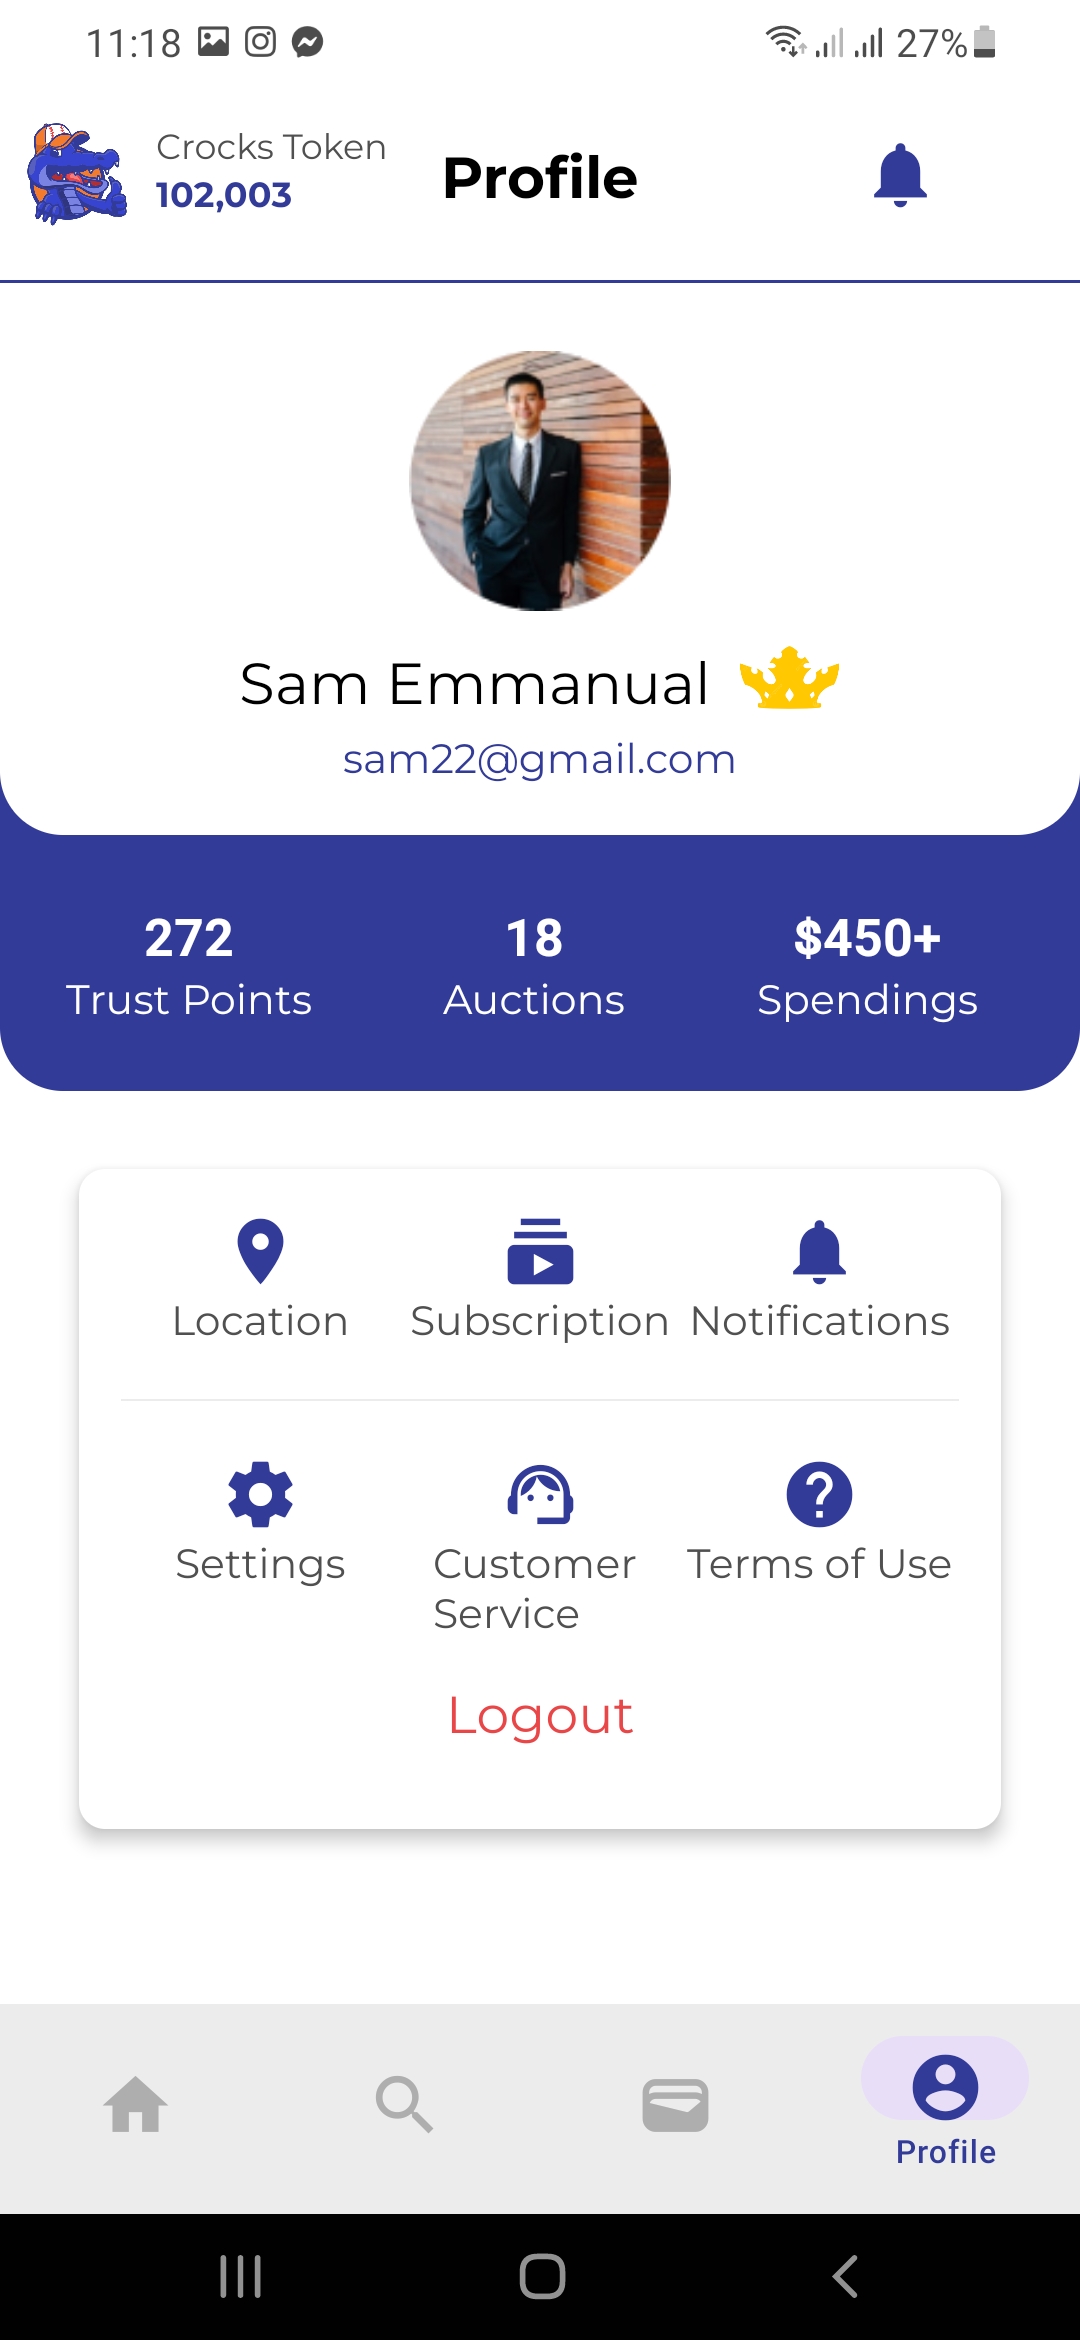 11:18
27%
Crocks Token
102,003
Profile
Sam Emmanual
sam22@gmail.com
272
18
$450+
Trust Points
Auctions
Spendings
Location
Subscription
Notifications
Settings
Customer
Service
Terms of Use
Logout
Profile